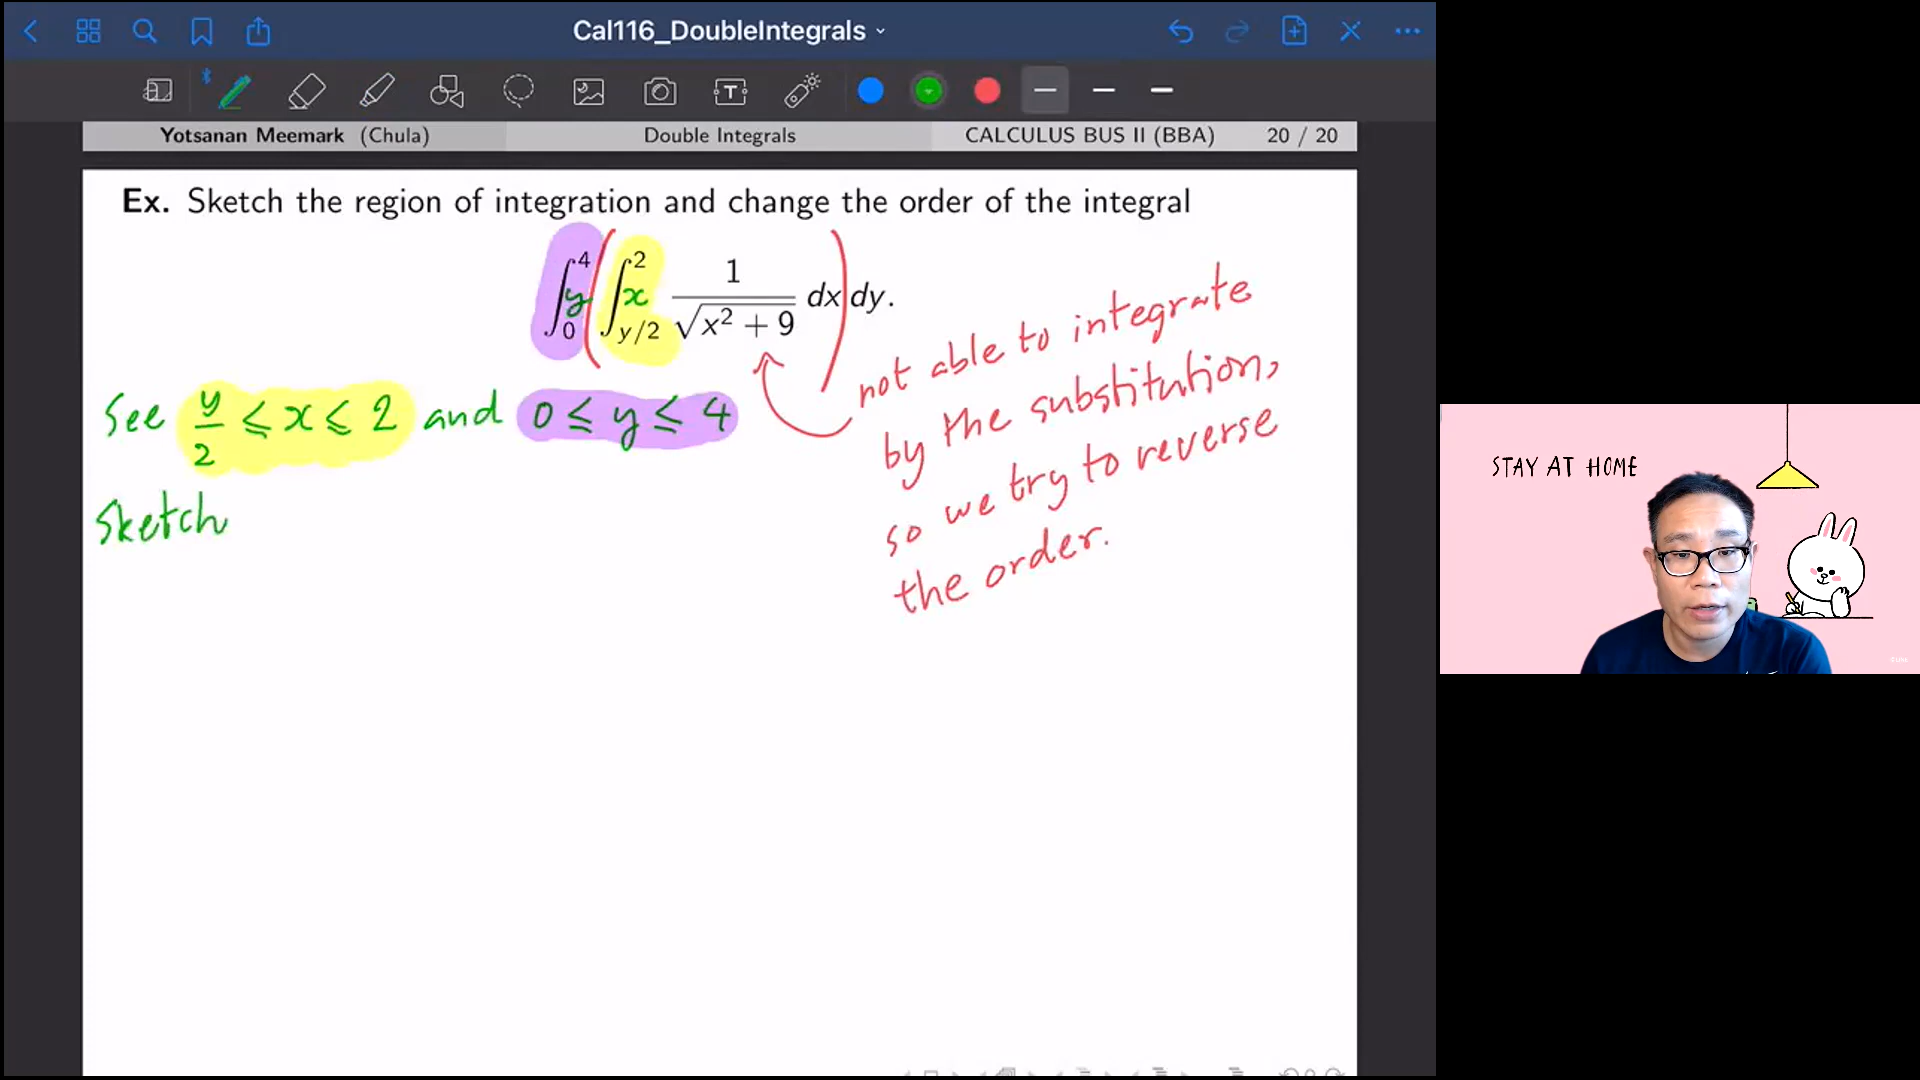 Cal116_DoubleIntegrals
Yotsanan Meemark (Chula) Double Integrals CALCULUS BUS II (BBA) 20 / 20
Ex. Sketch the region of integration and change the order of the integral
∫₀⁴ y ( ∫_{y/2}^{2} x 1/√(x² + 9) dx ) dy.
not able to integrate
by the substitution,
so we try to reverse
the order.
See y/2 ≤ x ≤ 2 and 0 ≤ y ≤ 4
Sketch
STAY AT HOME